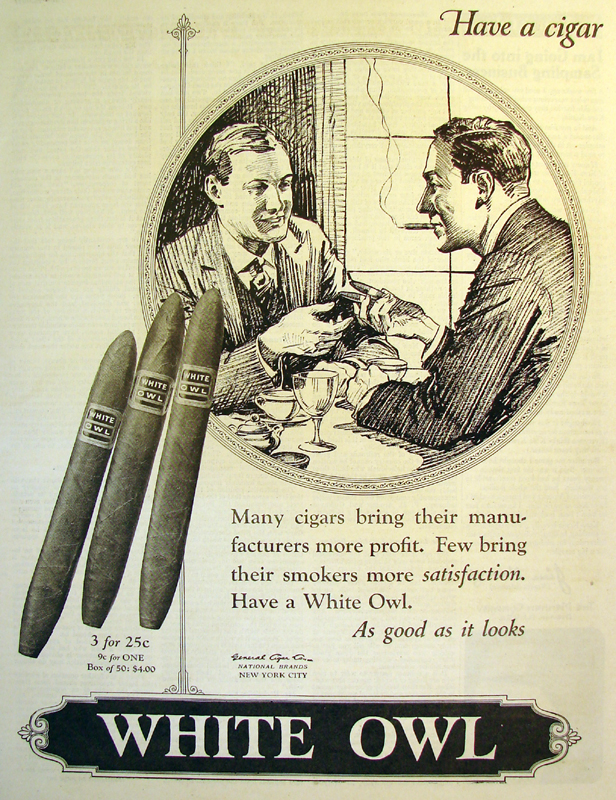 Have a cigar
WHITE
OWL
WHITE
OWL
WHITE
OWL
Many cigars bring their manu-
facturers more profit. Few bring
their smokers more satisfaction.
Have a White Owl.
As good as it looks
3 for 25c
9c for ONE
Box of 50: $4.00
General Cigar Co. Inc.
NATIONAL BRANDS
NEW YORK CITY
WHITE OWL